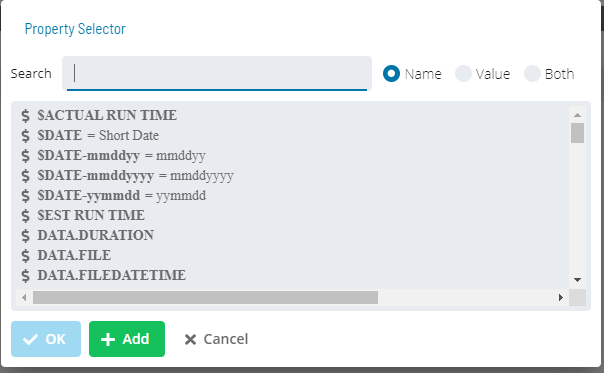 Property Selector
Search Name Value Both
$ $ACTUAL RUN TIME
$ $DATE = Short Date
$ $DATE-mmddyy = mmddyy
$ $DATE-mmddyyyy = mmddyyyy
$ $DATE-yymmdd = yymmdd
$ $EST RUN TIME
$ DATA.DURATION
$ DATA.FILE
$ DATA.FILEDATETIME
OK Add Cancel